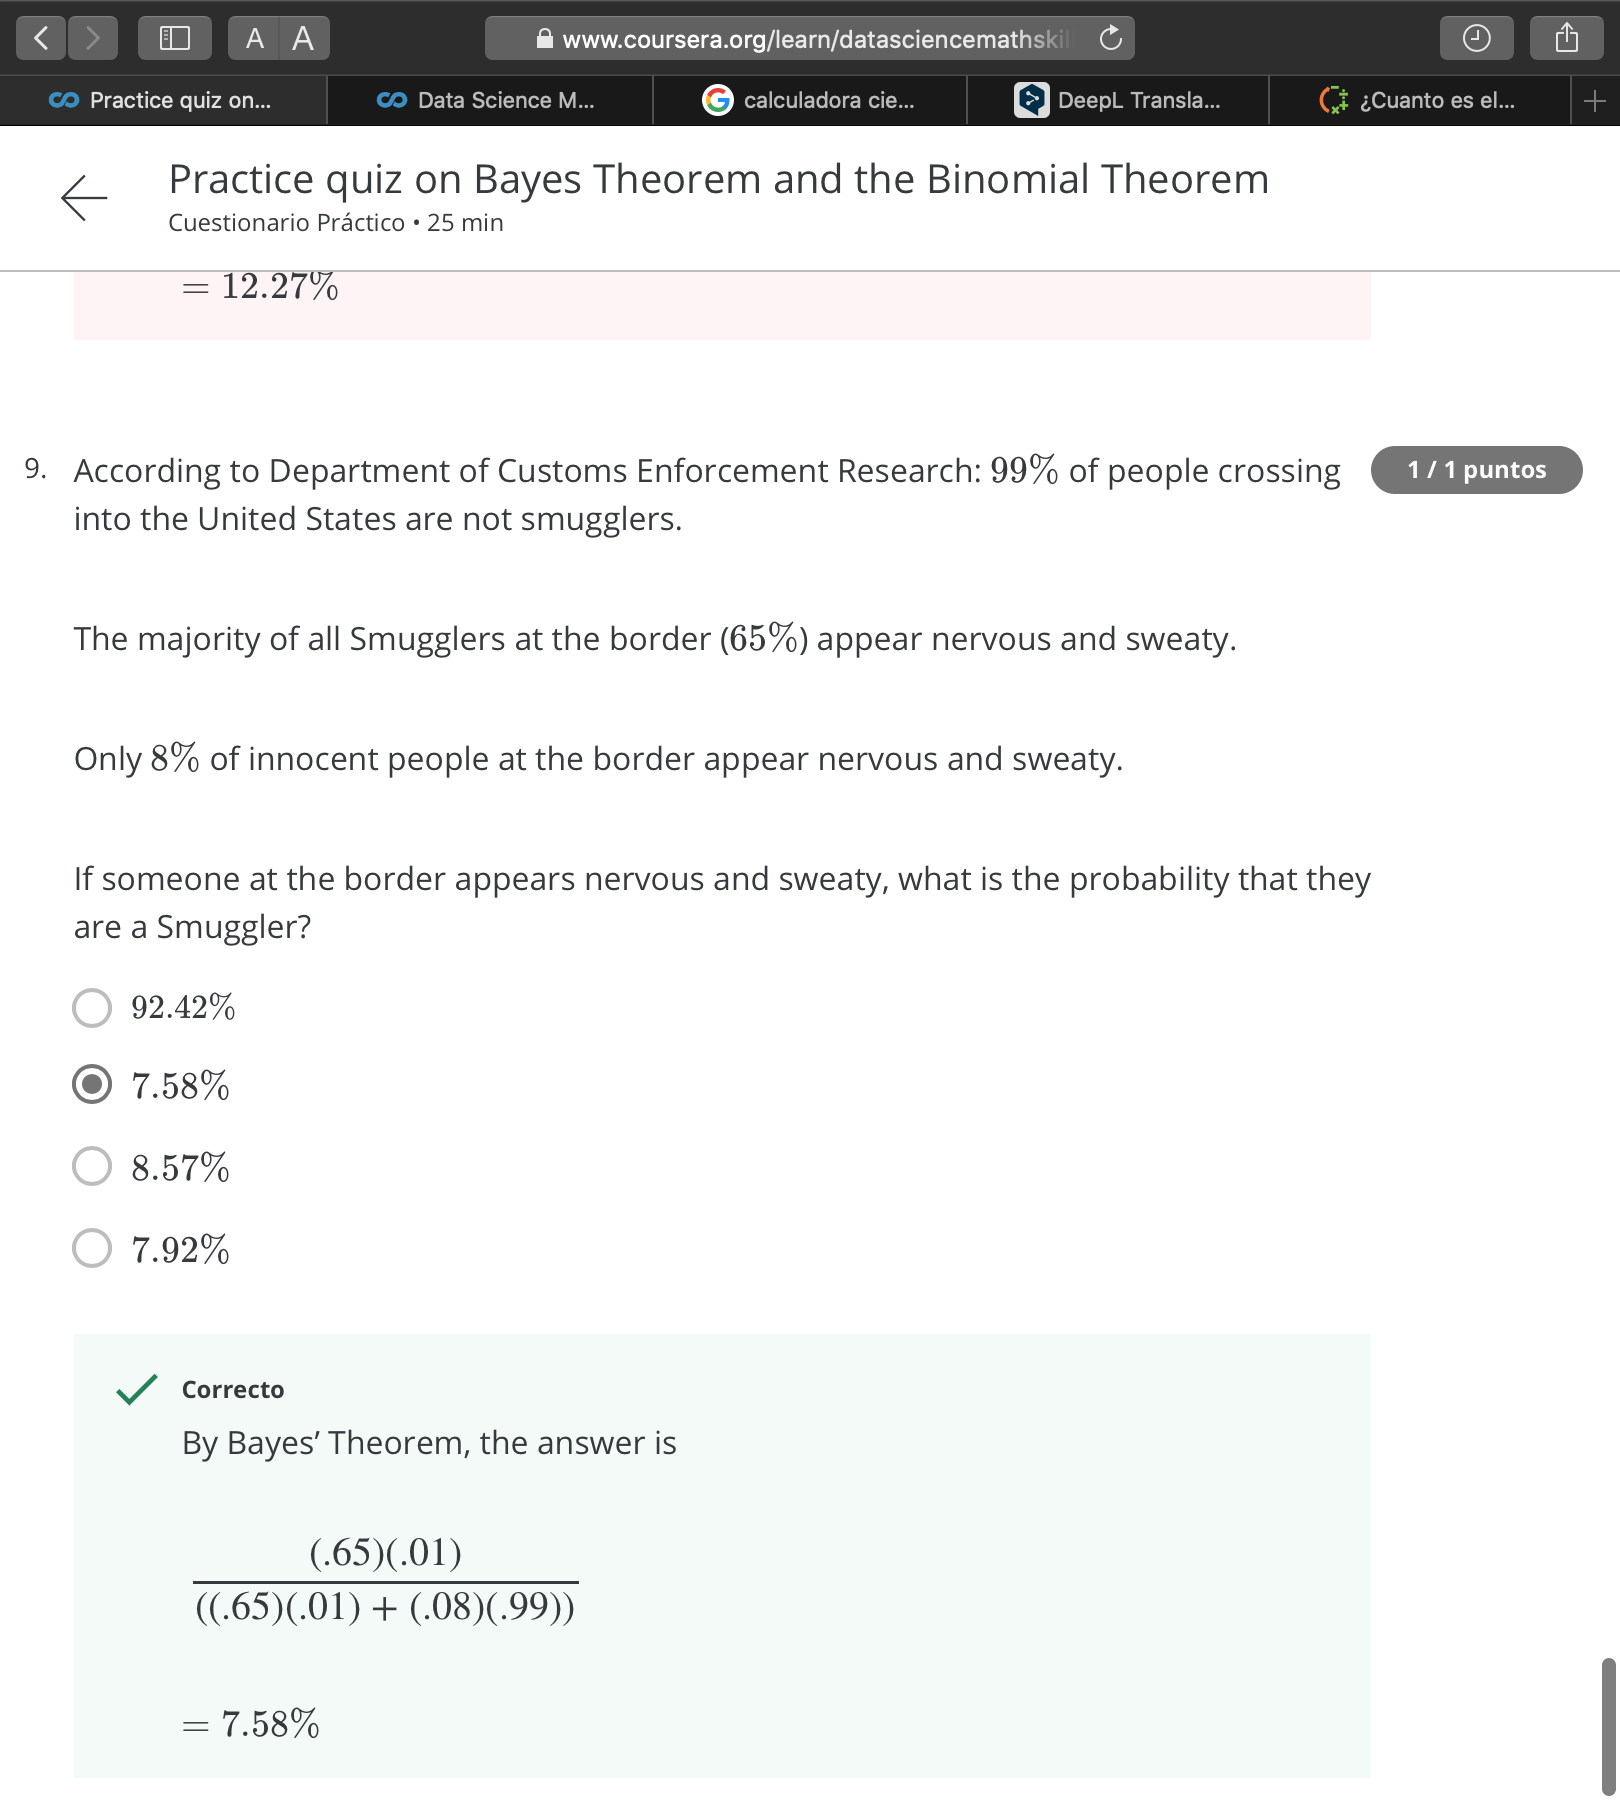 A A
www.coursera.org/learn/datasciencemathskil
Practice quiz on...
Data Science M...
calculadora cie...
DeepL Transla...
¿Cuanto es el...
Practice quiz on Bayes Theorem and the Binomial Theorem
Cuestionario Práctico • 25 min
= 12.27%
9. According to Department of Customs Enforcement Research: 99% of people crossing
1 / 1 puntos
into the United States are not smugglers.
The majority of all Smugglers at the border (65%) appear nervous and sweaty.
Only 8% of innocent people at the border appear nervous and sweaty.
If someone at the border appears nervous and sweaty, what is the probability that they
are a Smuggler?
92.42%
7.58%
8.57%
7.92%
Correcto
By Bayes’ Theorem, the answer is
(.65)(.01)
((.65)(.01) + (.08)(.99))
= 7.58%